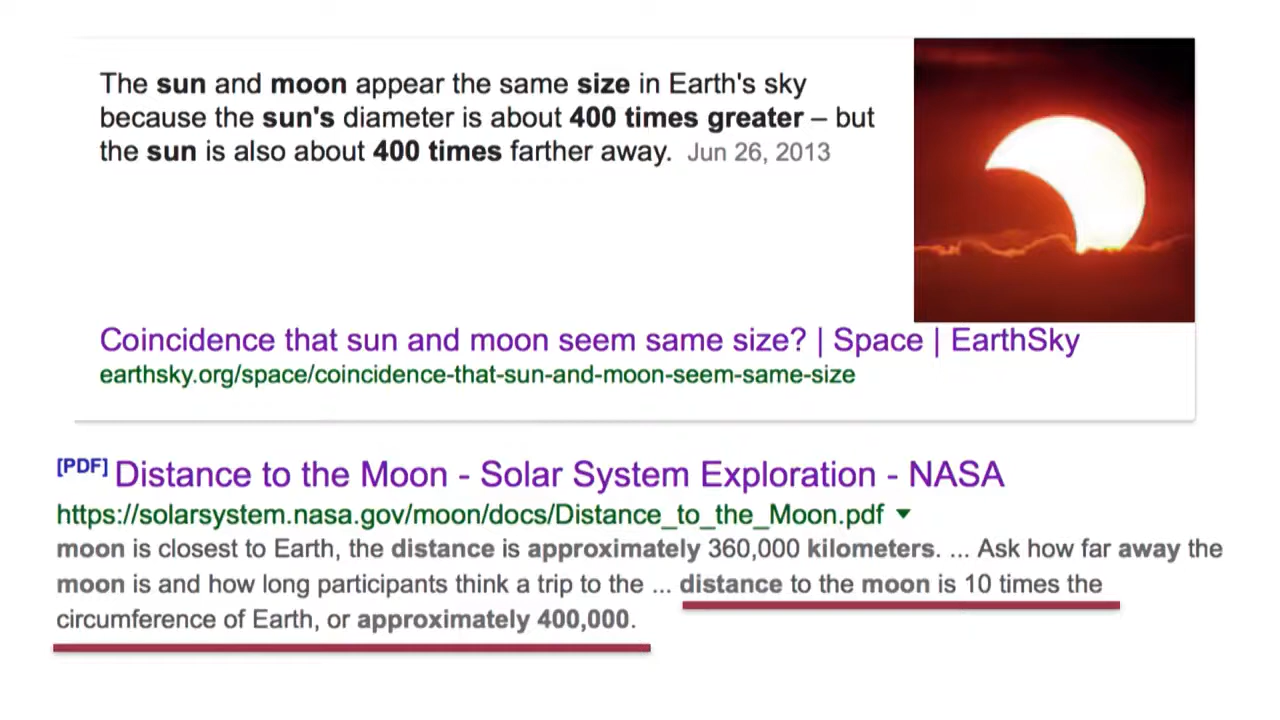 The sun and moon appear the same size in Earth's sky
because the sun's diameter is about 400 times greater – but
the sun is also about 400 times farther away. Jun 26, 2013
Coincidence that sun and moon seem same size? | Space | EarthSky
earthsky.org/space/coincidence-that-sun-and-moon-seem-same-size
[PDF] Distance to the Moon - Solar System Exploration - NASA
https://solarsystem.nasa.gov/moon/docs/Distance_to_the_Moon.pdf
moon is closest to Earth, the distance is approximately 360,000 kilometers. ... Ask how far away the
moon is and how long participants think a trip to the ... distance to the moon is 10 times the
circumference of Earth, or approximately 400,000.